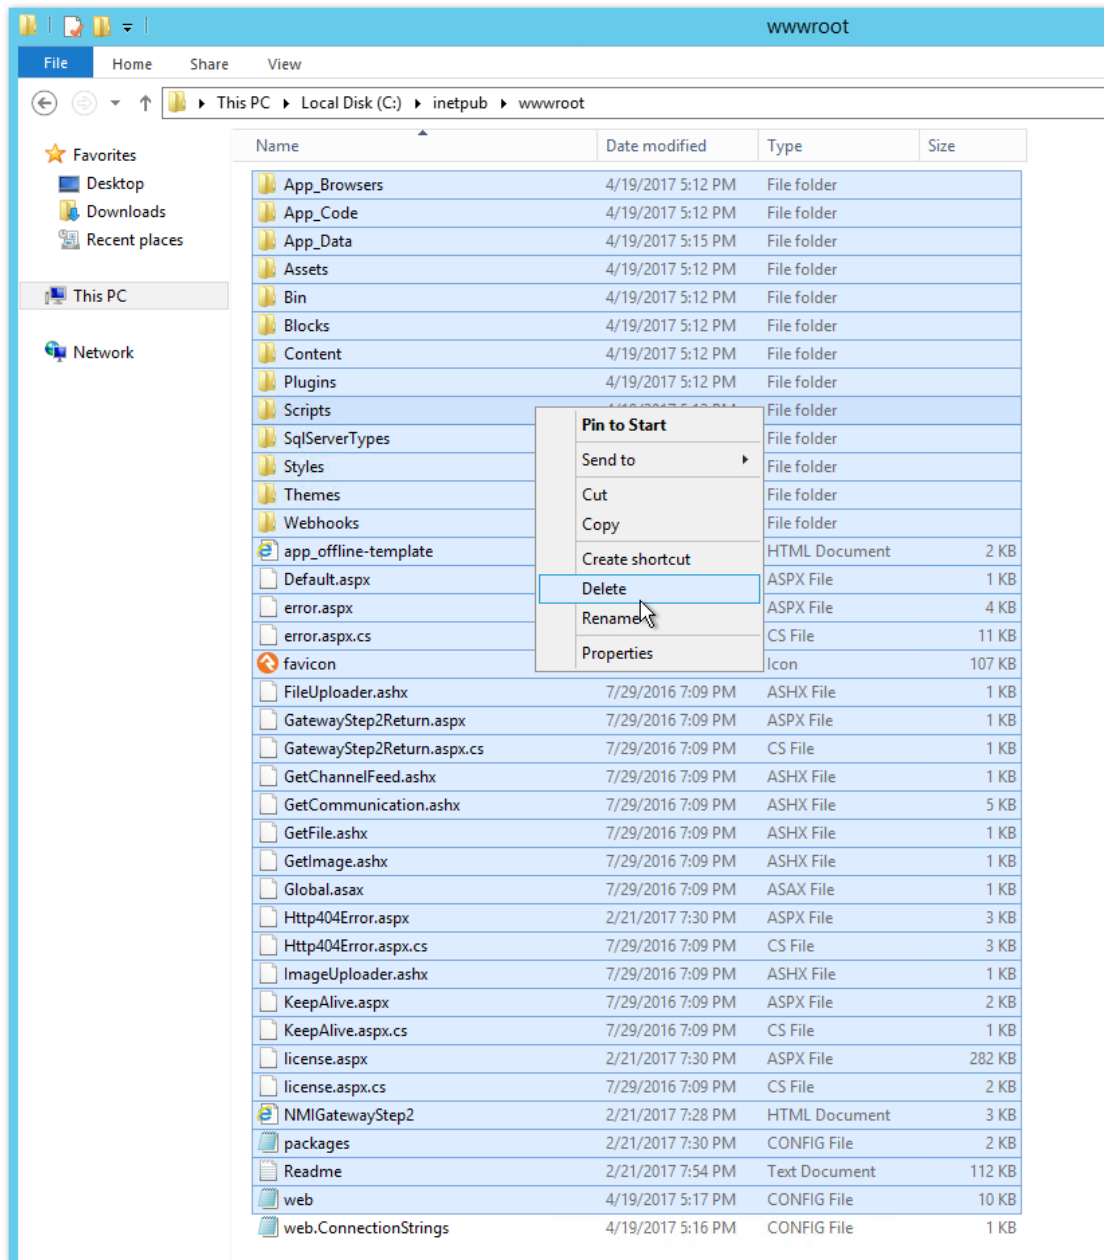 wwwroot
File Home Share View
This PC Local Disk (C:) inetpub wwwroot
Favorites
Desktop
Downloads
Recent places
This PC
Network
Name Date modified Type Size
App_Browsers 4/19/2017 5:12 PM File folder
App_Code 4/19/2017 5:12 PM File folder
App_Data 4/19/2017 5:15 PM File folder
Assets 4/19/2017 5:12 PM File folder
Bin 4/19/2017 5:12 PM File folder
Blocks 4/19/2017 5:12 PM File folder
Content 4/19/2017 5:12 PM File folder
Plugins 4/19/2017 5:12 PM File folder
Scripts 4/19/2017 5:12 PM File folder
SqlServerTypes File folder
Styles File folder
Themes File folder
Webhooks File folder
app_offline-template HTML Document 2 KB
Default.aspx ASPX File 1 KB
error.aspx ASPX File 4 KB
error.aspx.cs CS File 11 KB
favicon Icon 107 KB
Pin to Start
Send to
Cut
Copy
Create shortcut
Delete
Rename
Properties
FileUploader.ashx 7/29/2016 7:09 PM ASHX File 1 KB
GatewayStep2Return.aspx 7/29/2016 7:09 PM ASPX File 1 KB
GatewayStep2Return.aspx.cs 7/29/2016 7:09 PM CS File 1 KB
GetChannelFeed.ashx 7/29/2016 7:09 PM ASHX File 1 KB
GetCommunication.ashx 7/29/2016 7:09 PM ASHX File 5 KB
GetFile.ashx 7/29/2016 7:09 PM ASHX File 1 KB
GetImage.ashx 7/29/2016 7:09 PM ASHX File 1 KB
Global.asax 7/29/2016 7:09 PM ASAX File 1 KB
Http404Error.aspx 2/21/2017 7:30 PM ASPX File 3 KB
Http404Error.aspx.cs 7/29/2016 7:09 PM CS File 3 KB
ImageUploader.ashx 7/29/2016 7:09 PM ASHX File 1 KB
KeepAlive.aspx 7/29/2016 7:09 PM ASPX File 2 KB
KeepAlive.aspx.cs 7/29/2016 7:09 PM CS File 1 KB
license.aspx 2/21/2017 7:30 PM ASPX File 282 KB
license.aspx.cs 7/29/2016 7:09 PM CS File 2 KB
NMIGatewayStep2 2/21/2017 7:28 PM HTML Document 3 KB
packages 2/21/2017 7:30 PM CONFIG File 2 KB
Readme 2/21/2017 7:54 PM Text Document 112 KB
web 4/19/2017 5:17 PM CONFIG File 10 KB
web.ConnectionStrings 4/19/2017 5:16 PM CONFIG File 1 KB